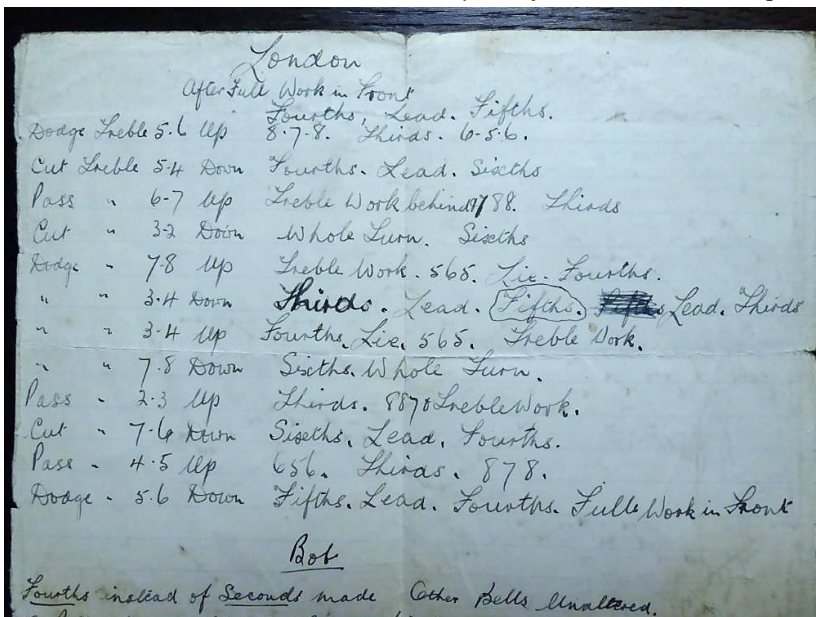 London
After Full Work in Front
Fourths, Lead. Fifths.
Dodge Treble 5.6 Up 8-7-8. Thirds. 6-5.6.
Cut Treble 5-4 Down Fourths. Lead. Sixths
Pass " 6-7 Up Treble Work behind 88. Thirds
Cut " 3-2 Down Whole Turn. Sixths
Dodge " 7-8 Up Treble Work. 565. Lie. Fourths.
" " 3.4 Down Thirds. Lead. Fifths. Lead. Thirds
" " 3-4 Up Fourths. Lie. 565. Treble Work.
" " 7.8 Down Sixths. Whole Turn.
Pass " 2-3 Up Thirds. Treble Work.
Cut " 7-6 Down Sixths. Lead. Fourths.
Pass " 4-5 Up 656. Thirds. 878.
Dodge " 5.6 Down Fifths. Lead. Fourths. Full Work in Front
Bob
Fourths instead of Seconds made Other Bells Unaltered.